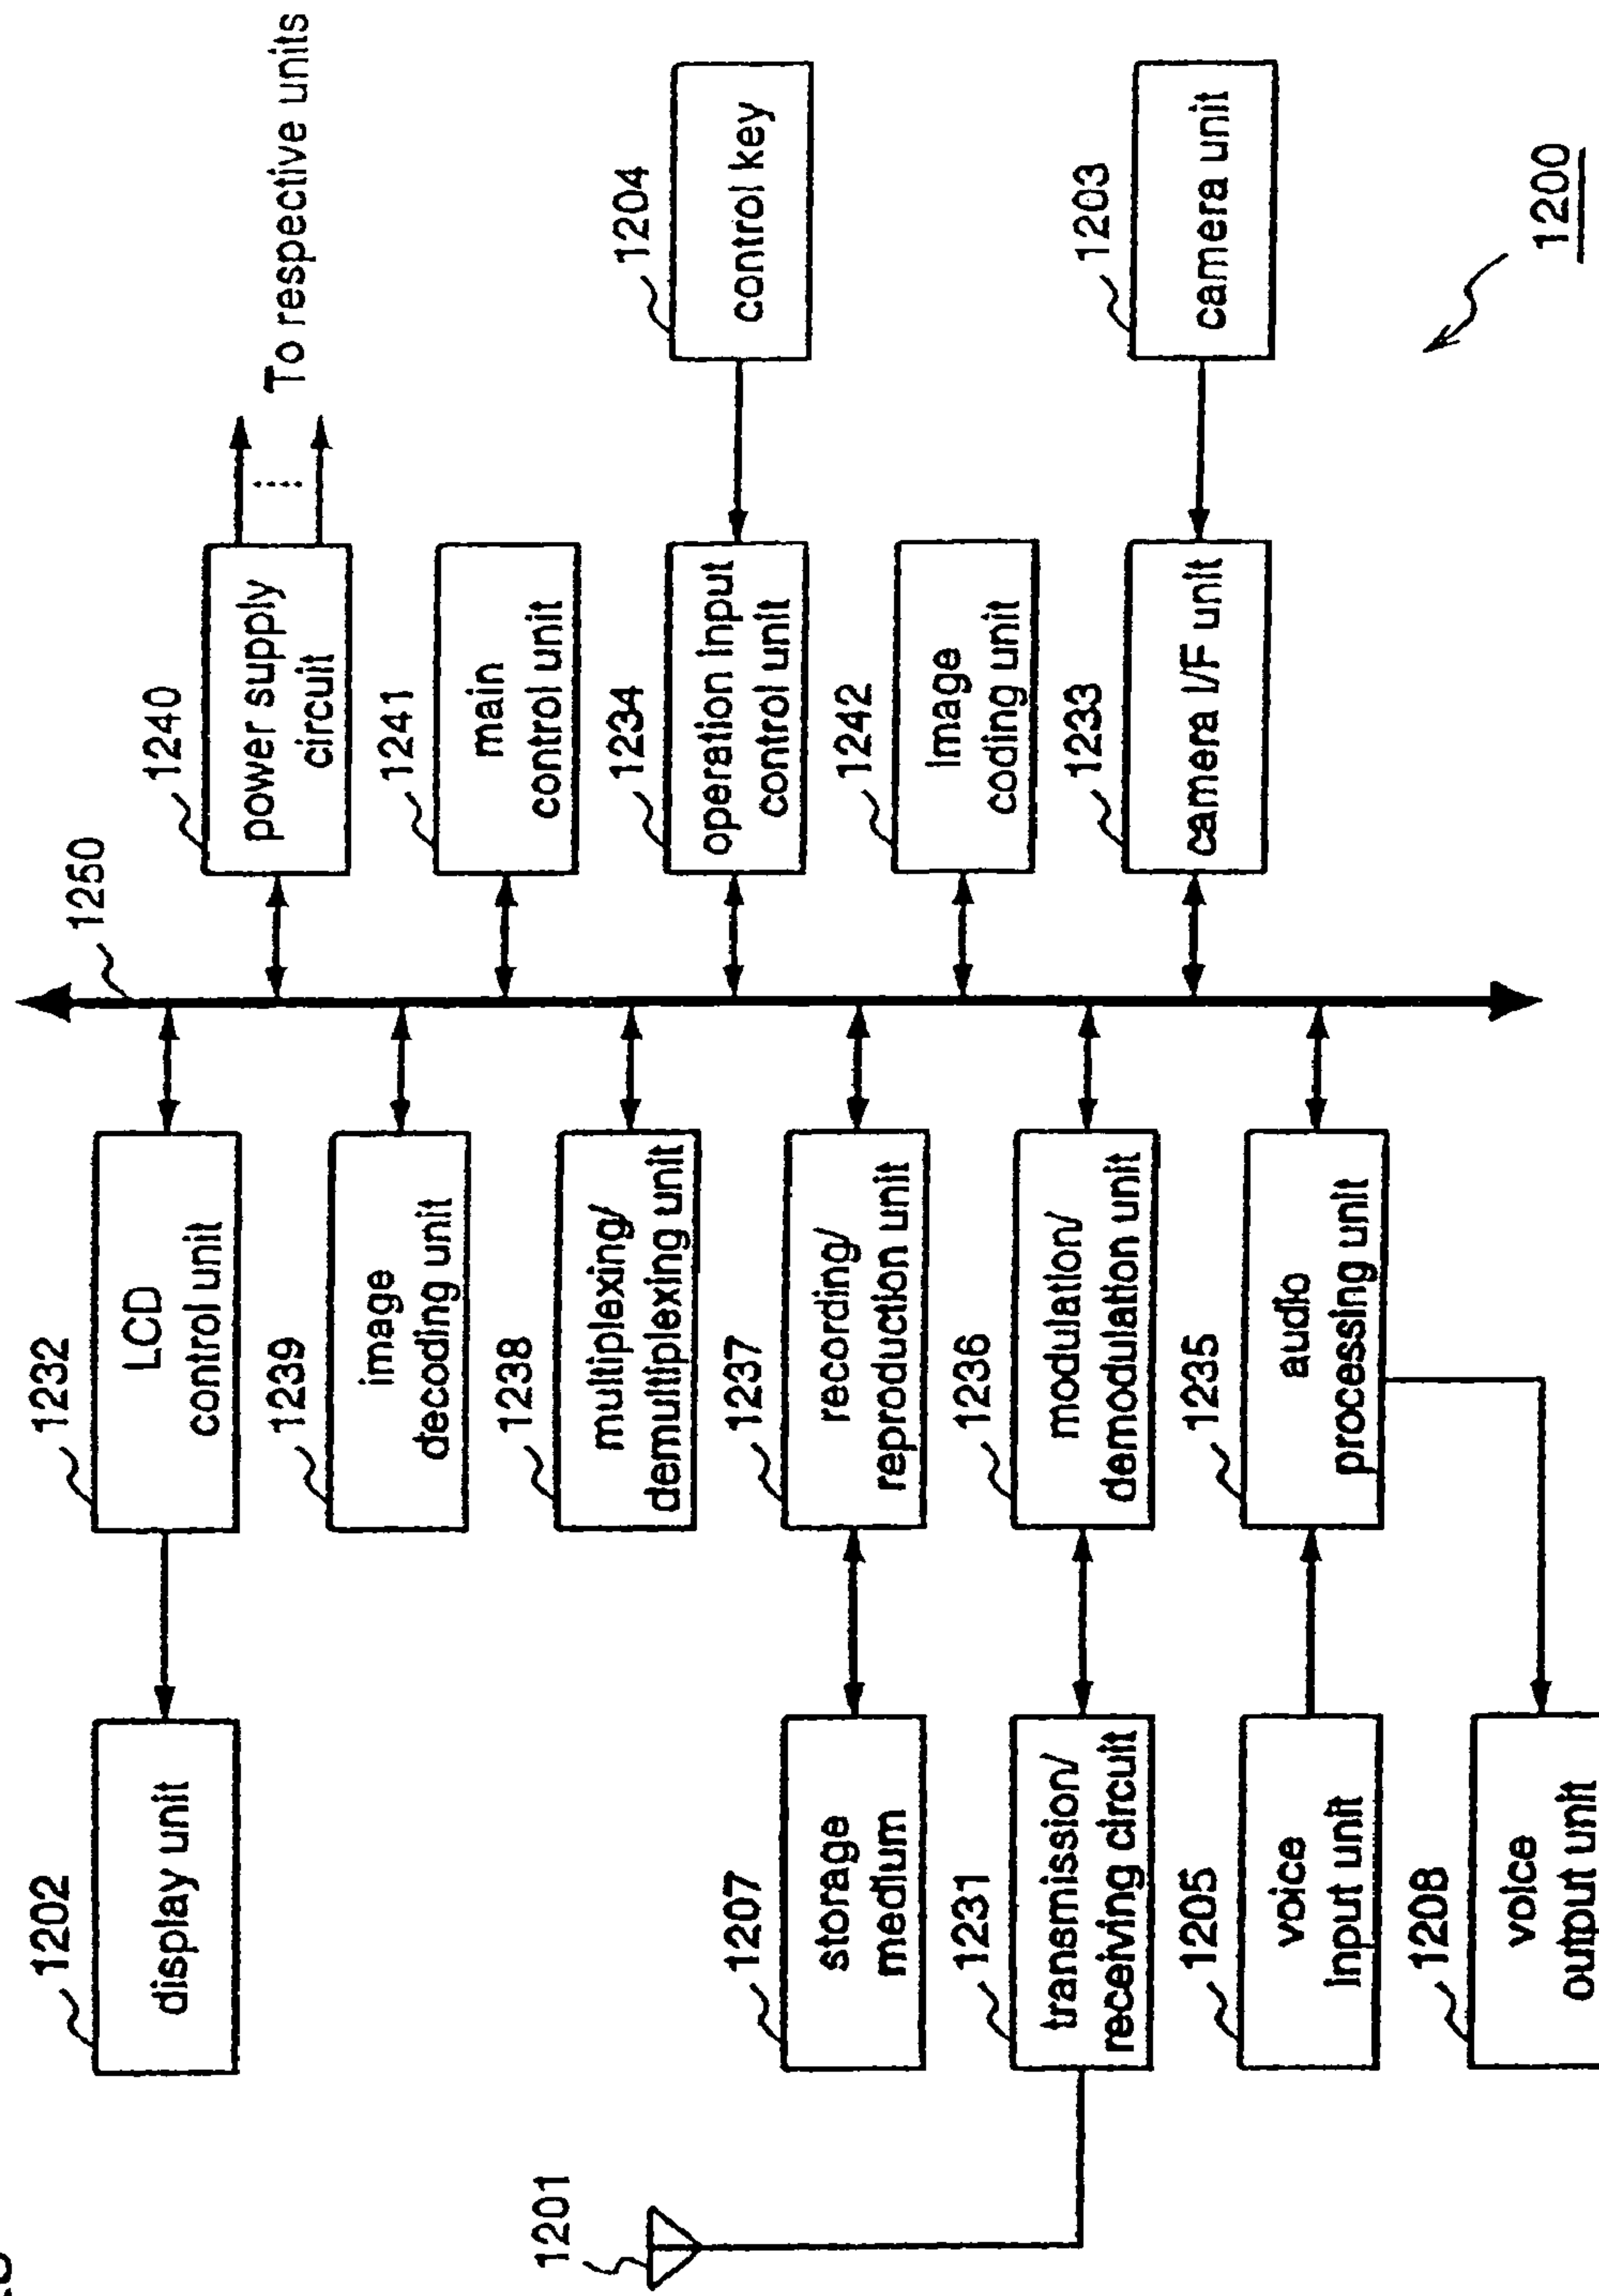 1202
display unit
1232
LCD
control unit
1250
1240
power supply
circuit
To respective units
1239
image
decoding unit
1241
main
control unit
1201
1238
multiplexing/
demultiplexing unit
1234
operation input
control unit
1204
control key
1207
storage
medium
1237
recording/
reproduction unit
1242
image
coding unit
1231
transmission/
receiving circuit
1236
modulation/
demodulation unit
1233
camera I/F unit
1203
camera unit
1205
voice
input unit
1235
audio
processing unit
1208
voice
output unit
1200